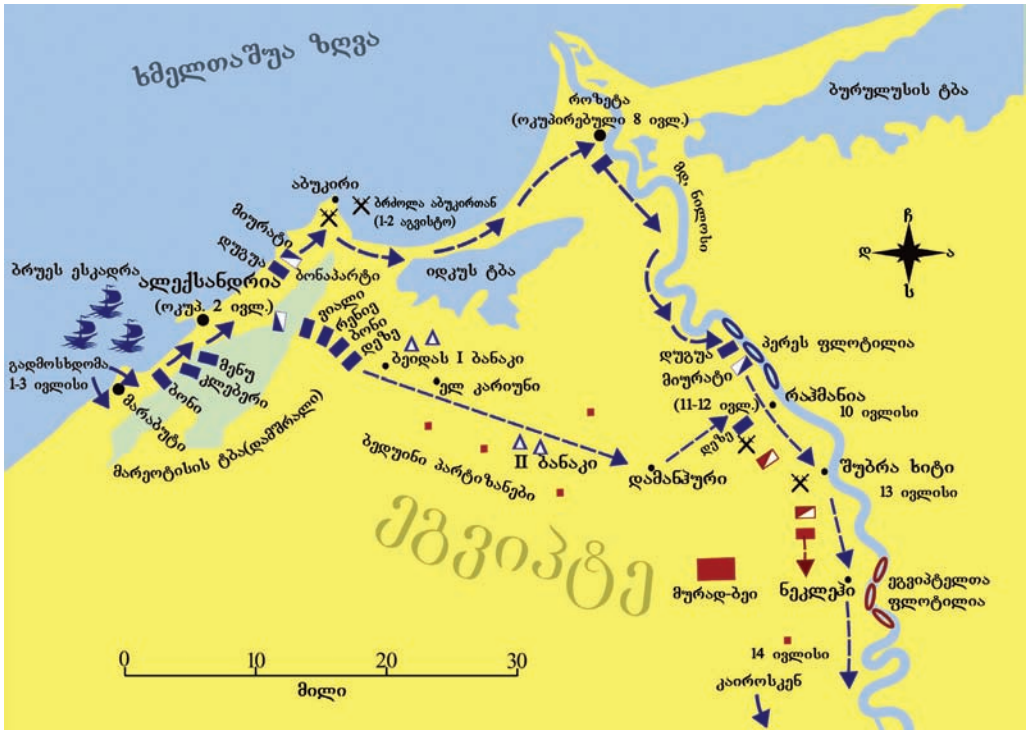 ხმელთაშუა ზღვა
ბურულუსის ტბა
როზეტა
(ოკუპირებული 8 ივლ.)
მდ. ნილოსი
აბუკირი
ბრძოლა აბუკირთან
(1-2 აგვისტო)
მიურატი
დუგუა
ბონაპარტი
იდკუს ტბა
ჩ
დ
ა
ს
ბრუეს ესკადრა
ალექსანდრია
(ოკუპ. 2 ივლ.)
ვიალი
რენიე
ბონი
დეზე
ბეიდას I ბანაკი
ელ კარიუნი
გადმოსხდომა
1-3 ივლისი
მენუ
კლებერი
ბონი
მარაბუტი
მარეოტისის ტბა(დამშრალი)
პერეს ფლოტილია
დუგუა
მიურატი
(11-12 ივლ.)
დეზე
რაჰმანია
10 ივლისი
ბედუინი პარტიზანები
II ბანაკი
დამანჰური
შუბრა ხიტი
13 ივლისი
ეგვიპტე
მურად-ბეი
ნეკლეჰი
ეგვიპტელთა
ფლოტილია
14 ივლისი
კაიროსკენ
0 10 20 30
მილი